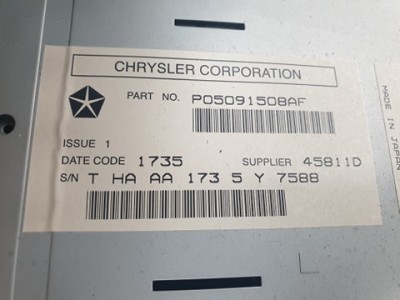 CHRYSLER CORPORATION
PART NO. P05091508AF
ISSUE 1
DATE CODE 1735 SUPPLIER 45811D
S/N T HA AA 173 5 Y 7588
MADE IN JAPAN